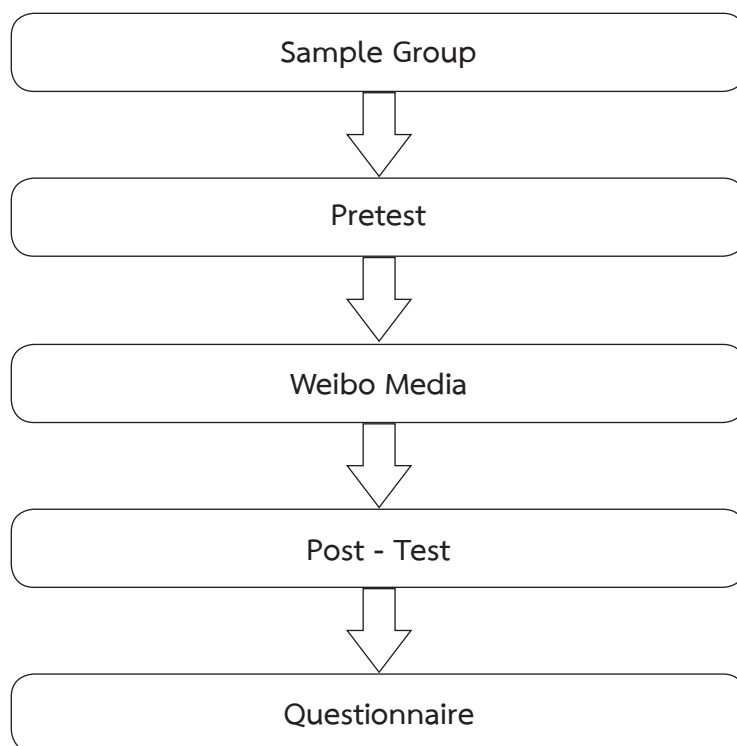 Sample Group
Pretest
Weibo Media
Post - Test
Questionnaire